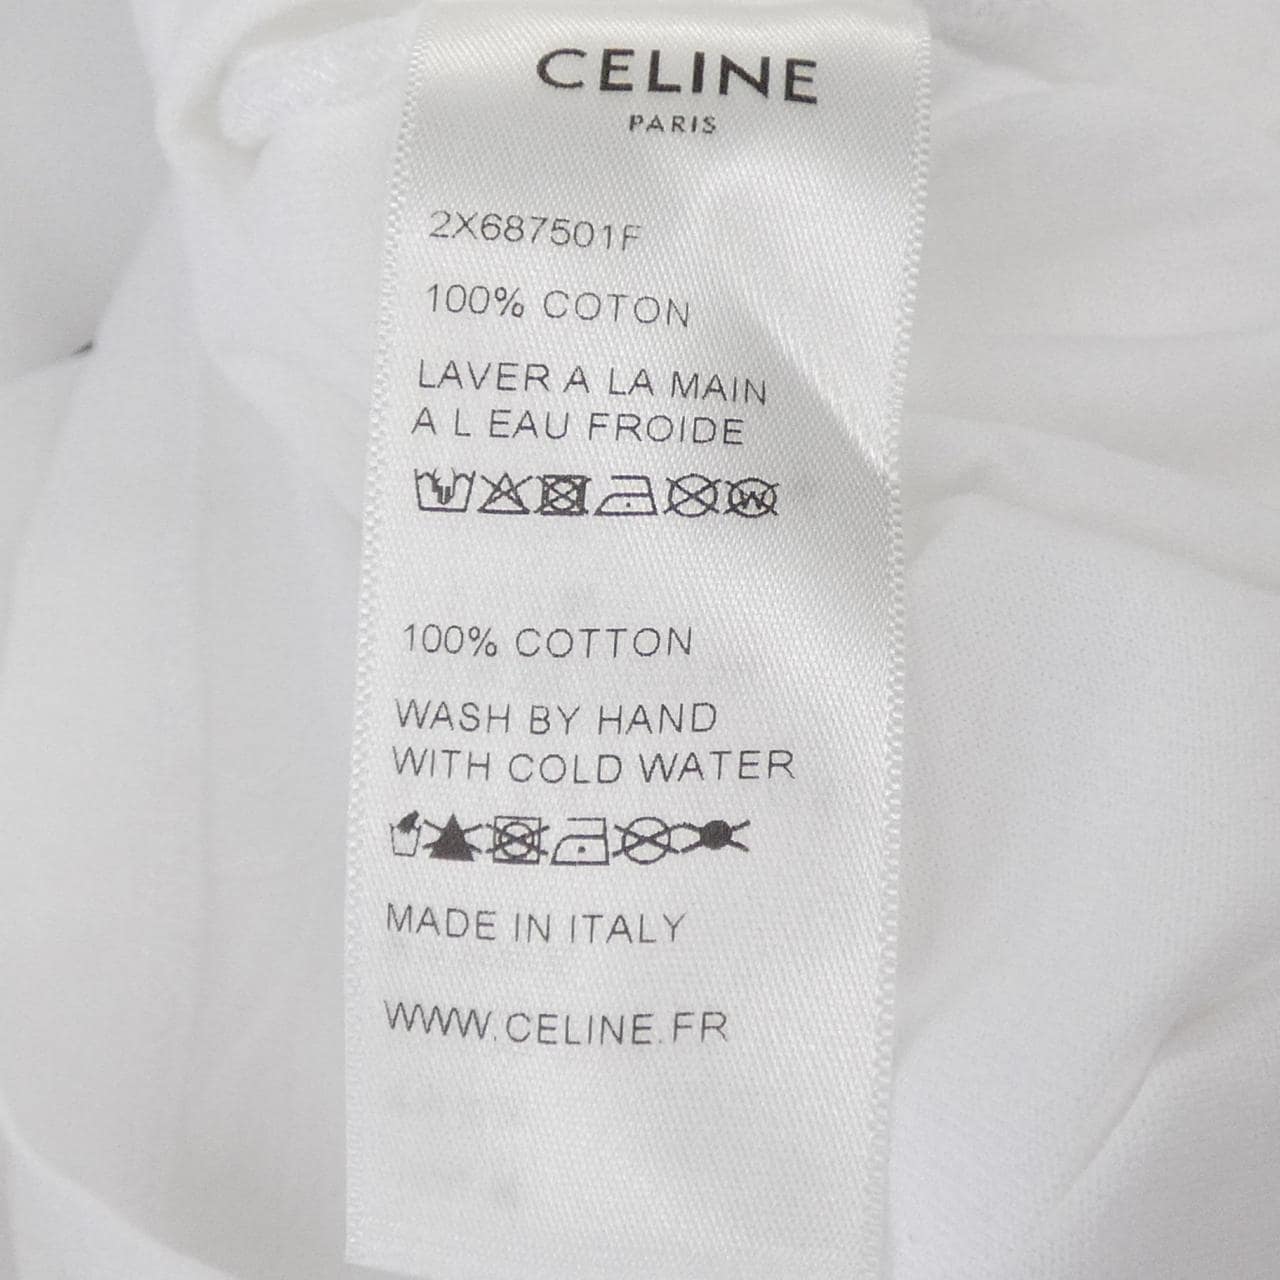 CELINE
PARIS
2X687501F
100% COTON
LAVER A LA MAIN
A L EAU FROIDE
100% COTTON
WASH BY HAND
WITH COLD WATER
MADE IN ITALY
WWW.CELINE.FR